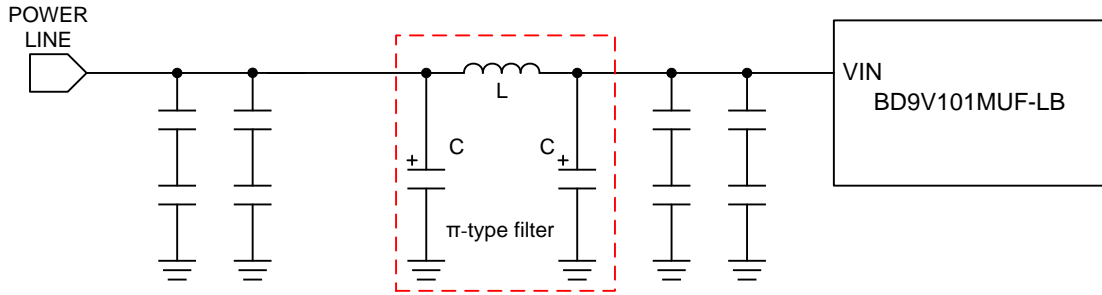 POWER
LINE
L
VIN
BD9V101MUF-LB
C
C
+
+
π-type filter